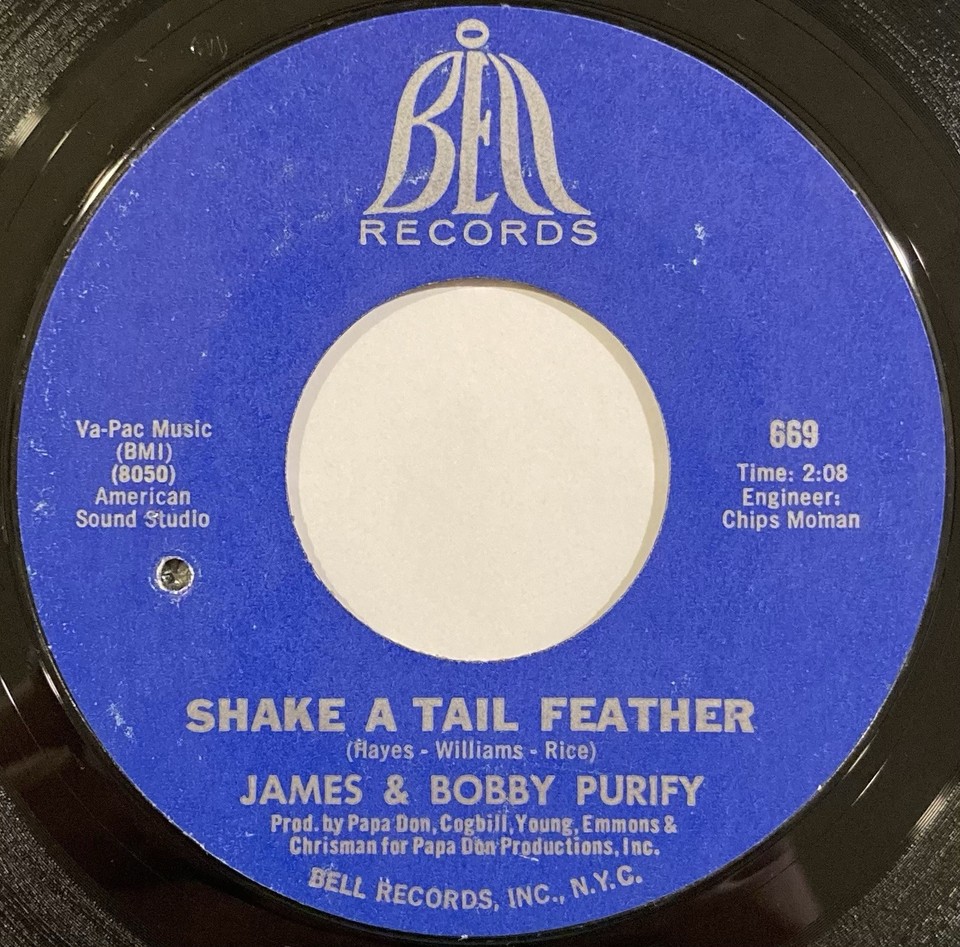 BELL
RECORDS
Va-Pac Music
(BMI)
(8050)
American
Sound Studio
669
Time: 2:08
Engineer:
Chips Moman
SHAKE A TAIL FEATHER
(Hayes - Williams - Rice)
JAMES & BOBBY PURIFY
Prod. by Papa Don, Cogbill, Young, Emmons &
Chrisman for Papa Don Productions, Inc.
BELL RECORDS, INC., N.Y.C.